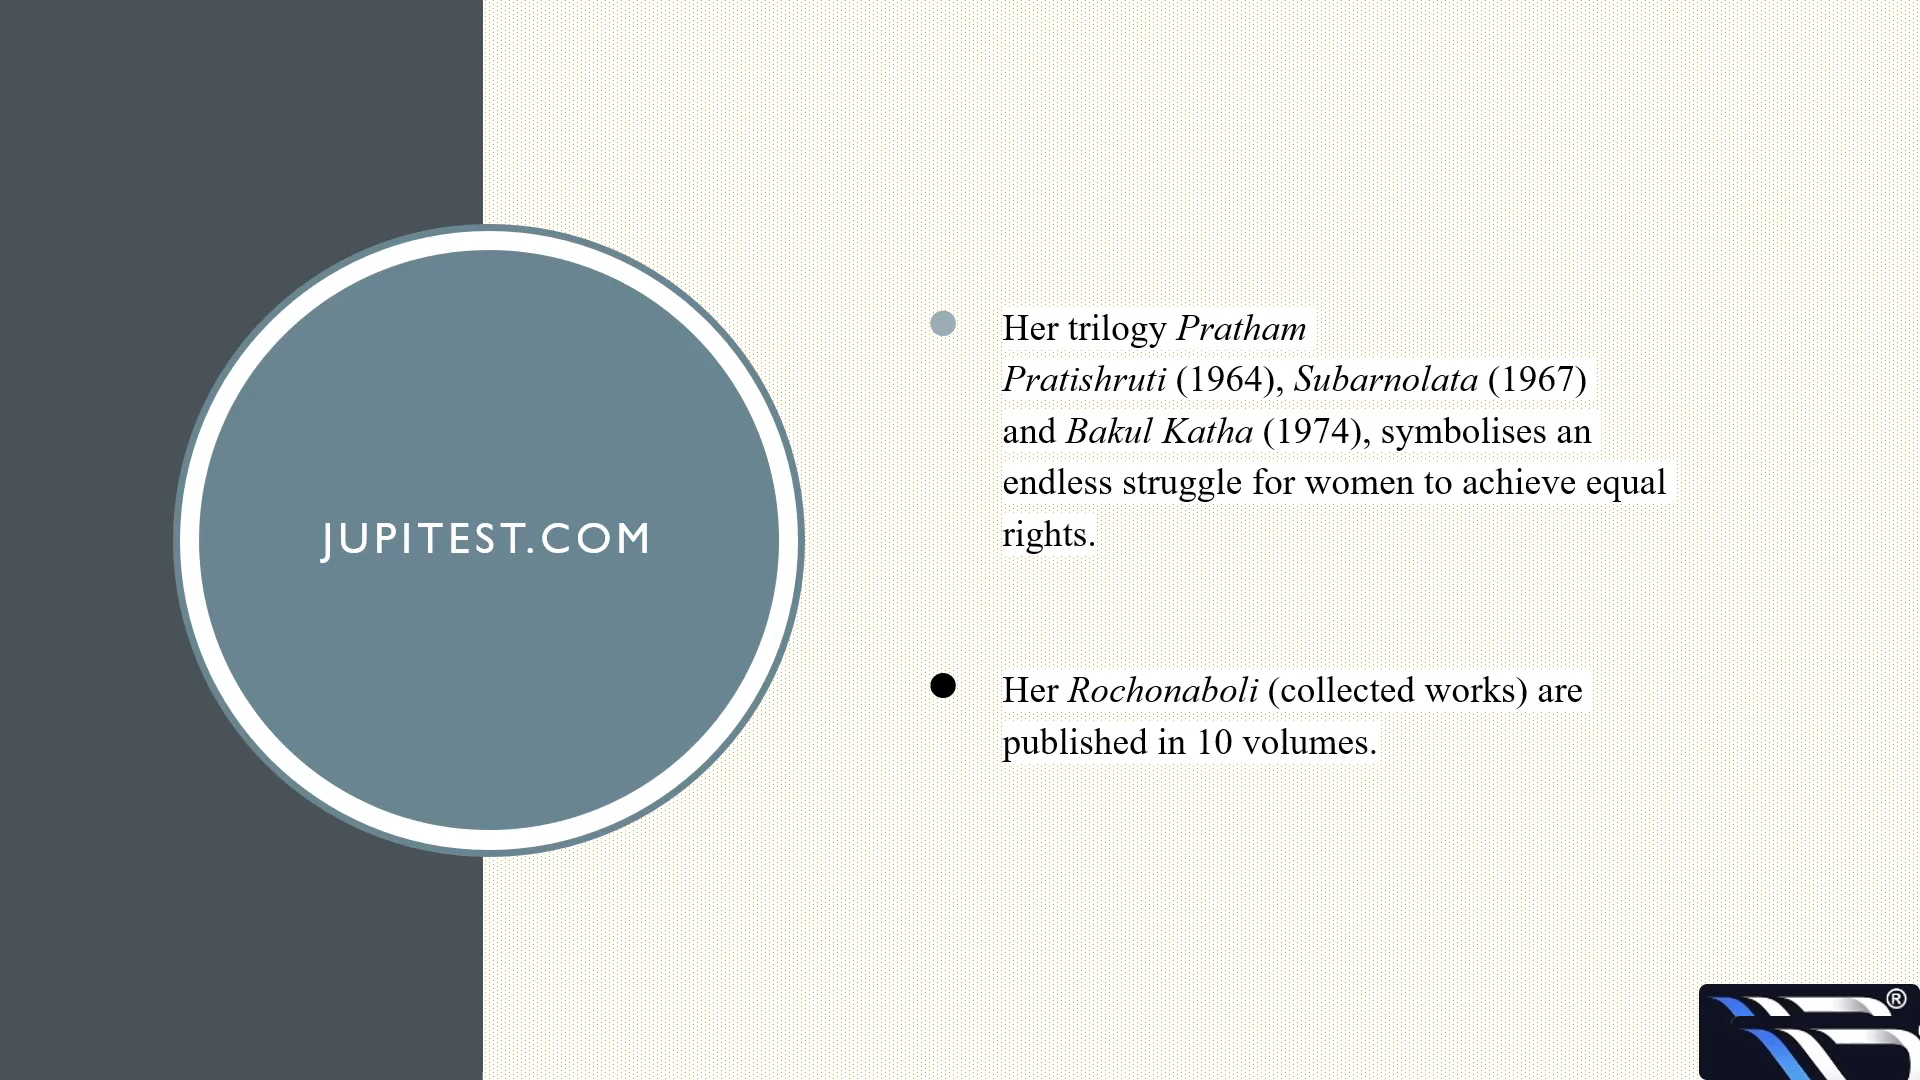 JUPITEST.COM
Her trilogy Pratham
Pratishruti (1964), Subarnolata (1967)
and Bakul Katha (1974), symbolises an
endless struggle for women to achieve equal
rights.
Her Rochonaboli (collected works) are
published in 10 volumes.
®